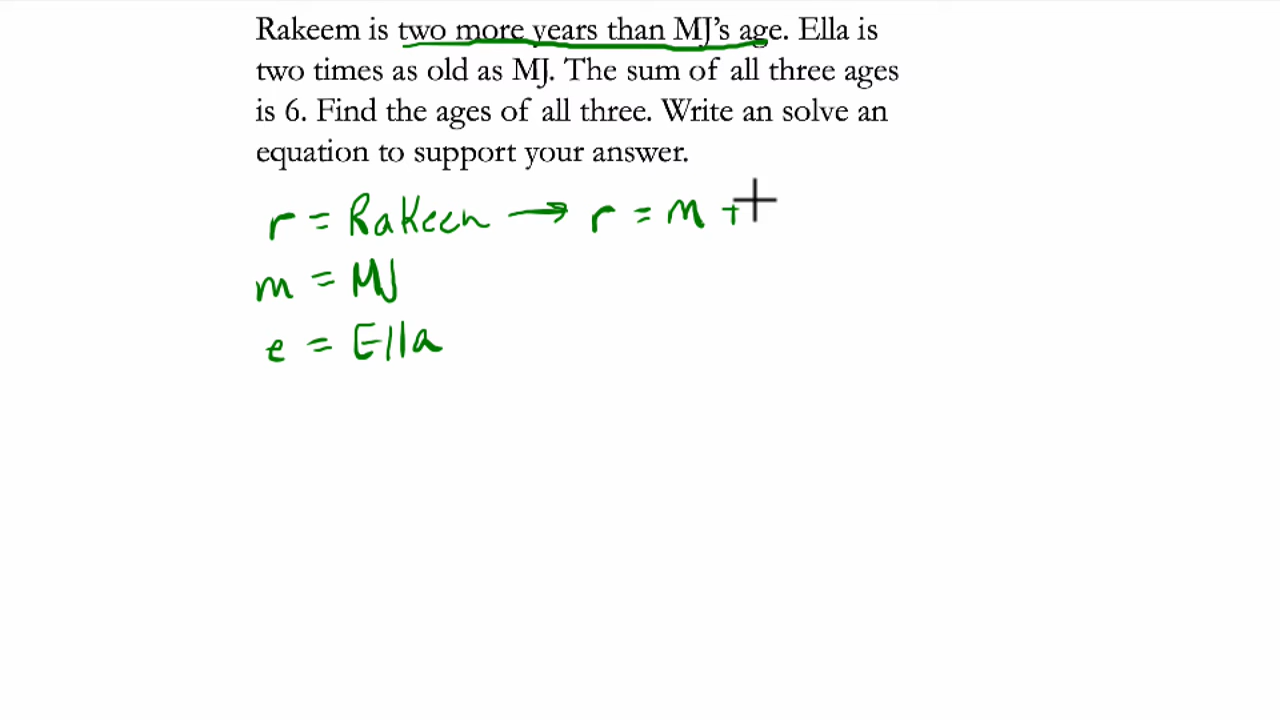 Rakeem is two more years than MJ's age. Ella is
two times as old as MJ. The sum of all three ages
is 6. Find the ages of all three. Write an solve an
equation to support your answer.
r = Rakeen → r = m +
m = MJ
e = Ella